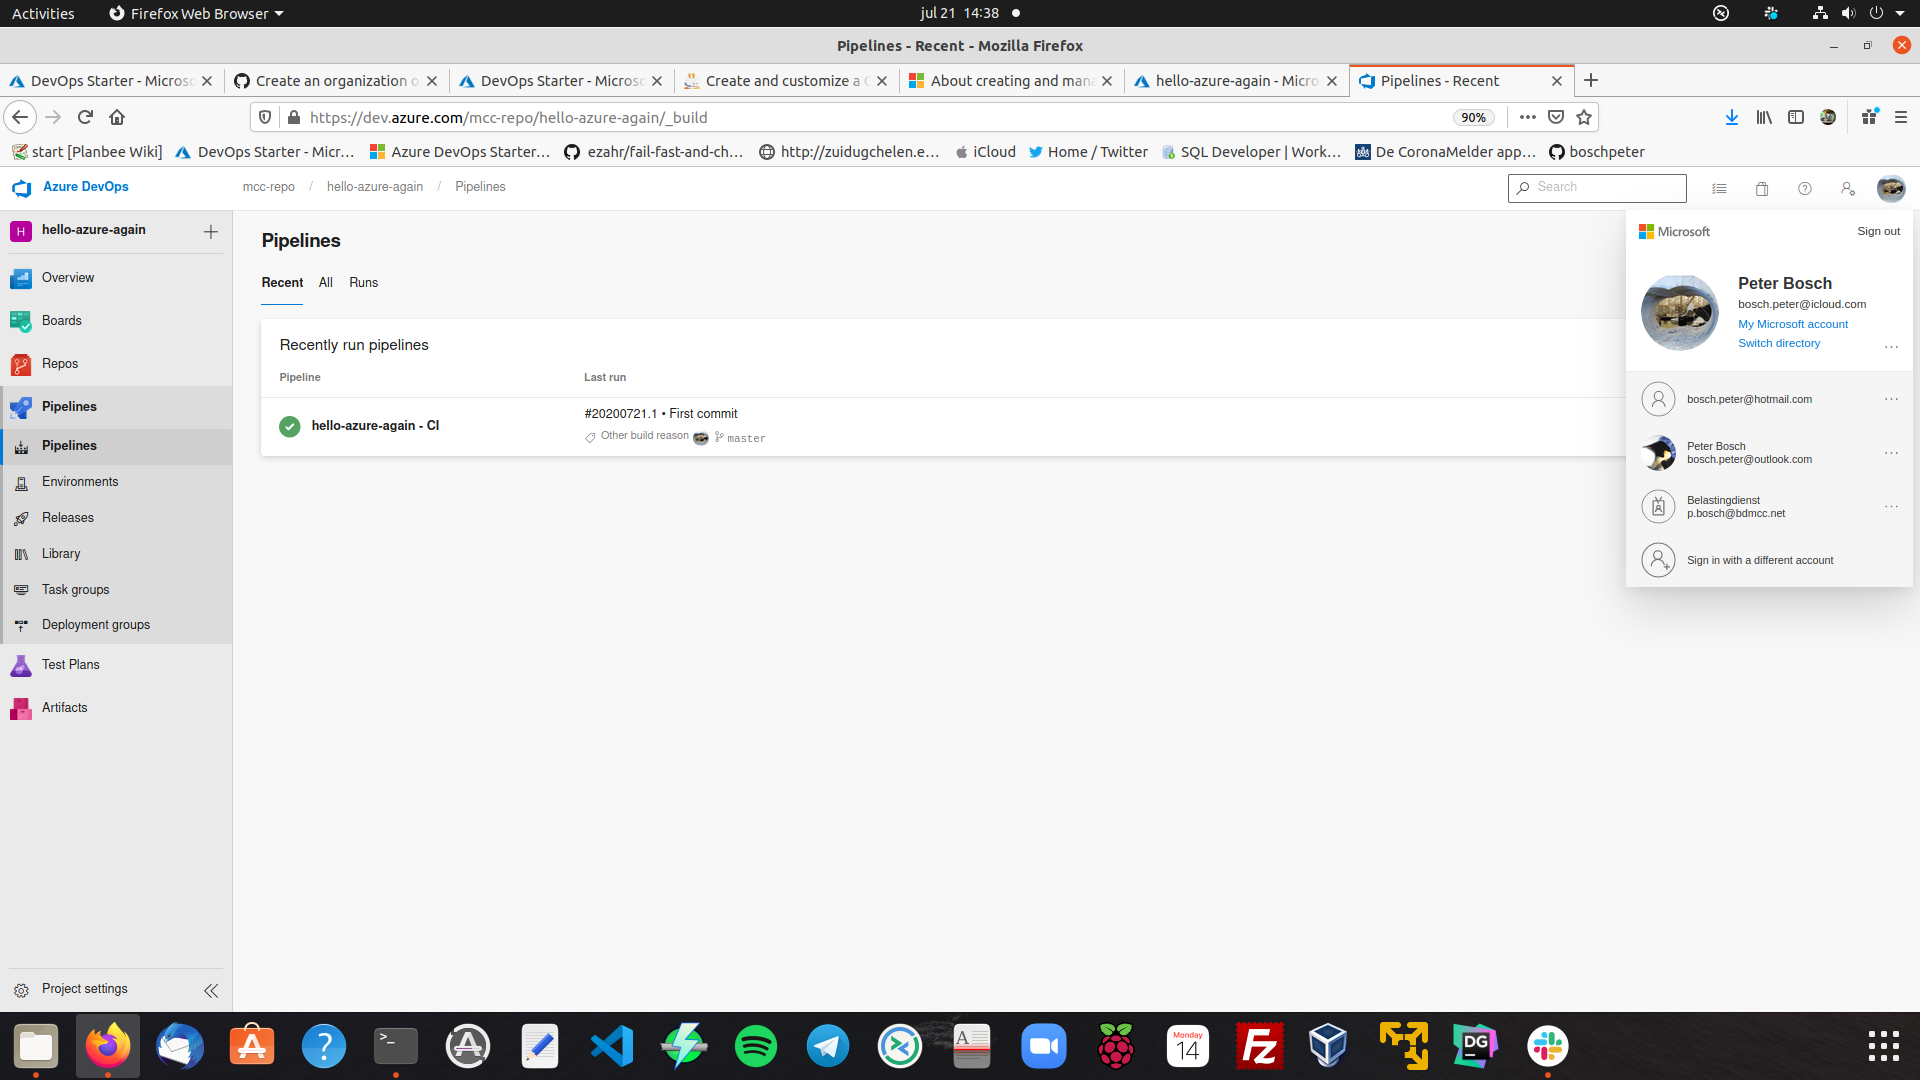 Activities
Firefox Web Browser
jul 21 14:38
Pipelines - Recent - Mozilla Firefox
DevOps Starter - Microso
Create an organization o
DevOps Starter - Microso
Create and customize a C
About creating and mana
hello-azure-again - Micro
Pipelines - Recent
https://dev.azure.com/mcc-repo/hello-azure-again/_build
90%
start [Planbee Wiki]
DevOps Starter - Micr…
Azure DevOps Starter…
ezahr/fail-fast-and-ch…
http://zuidugchelen.e…
iCloud
Home / Twitter
SQL Developer | Work…
De CoronaMelder app…
boschpeter
Azure DevOps
mcc-repo / hello-azure-again / Pipelines
Search
H hello-azure-again
Overview
Boards
Repos
Pipelines
Pipelines
Environments
Releases
Library
Task groups
Deployment groups
Test Plans
Artifacts
Project settings
Pipelines
Recent All Runs
Recently run pipelines
Pipeline Last run
hello-azure-again - CI
#20200721.1 • First commit
Other build reason master
Microsoft
Sign out
Peter Bosch
bosch.peter@icloud.com
My Microsoft account
Switch directory
bosch.peter@hotmail.com
Peter Bosch
bosch.peter@outlook.com
Belastingdienst
p.bosch@bdmcc.net
Sign in with a different account
Monday
14
Fz
DG